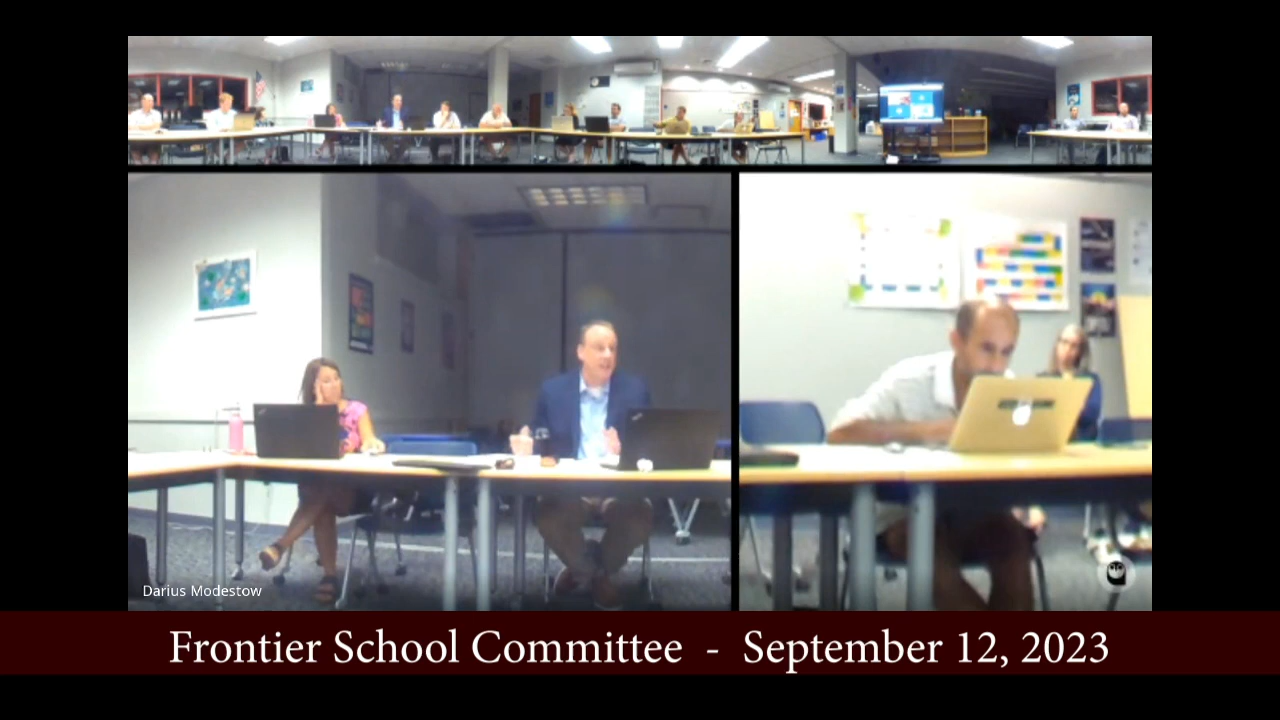 Darius Modestow
Frontier School Committee - September 12, 2023